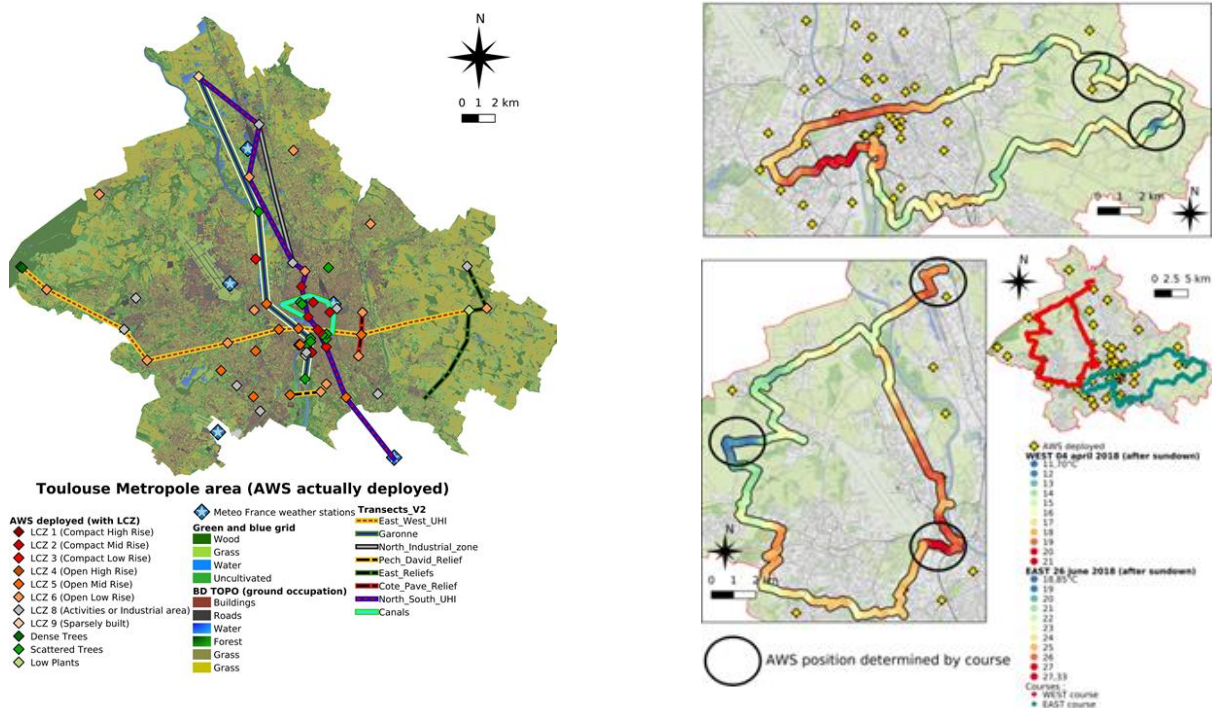 N
0 1 2 km
Toulouse Metropole area (AWS actually deployed)
AWS deployed (with LCZ)
LCZ 1 (Compact High Rise)
LCZ 2 (Compact Mid Rise)
LCZ 3 (Compact Low Rise)
LCZ 4 (Open High Rise)
LCZ 5 (Open Mid Rise)
LCZ 6 (Open Low Rise)
LCZ 8 (Activities or Industrial area)
LCZ 9 (Sparsely built)
Dense Trees
Scattered Trees
Low Plants
Meteo France weather stations
Green and blue grid
Wood
Grass
Water
Uncultivated
BD TOPO (ground occupation)
Buildings
Roads
Water
Forest
Grass
Grass
Transects_V2
East_West_UHI
Garonne
North_Industrial_zone
Pech_David_Relief
East_Reliefs
Cote_Pave_Relief
North_South_UHI
Canals
0 1 2 km
N
N
0 1 2 km
N
0 2.5 5 km
AWS deployed
WEST 04 april 2018 (after sundown)
11,70°C
12
13
14
15
16
17
18
19
20
21
EAST 26 june 2018 (after sundown)
18,85°C
19
20
21
22
23
24
25
26
27
27,33
Courses :
WEST course
EAST course
AWS position determined by course